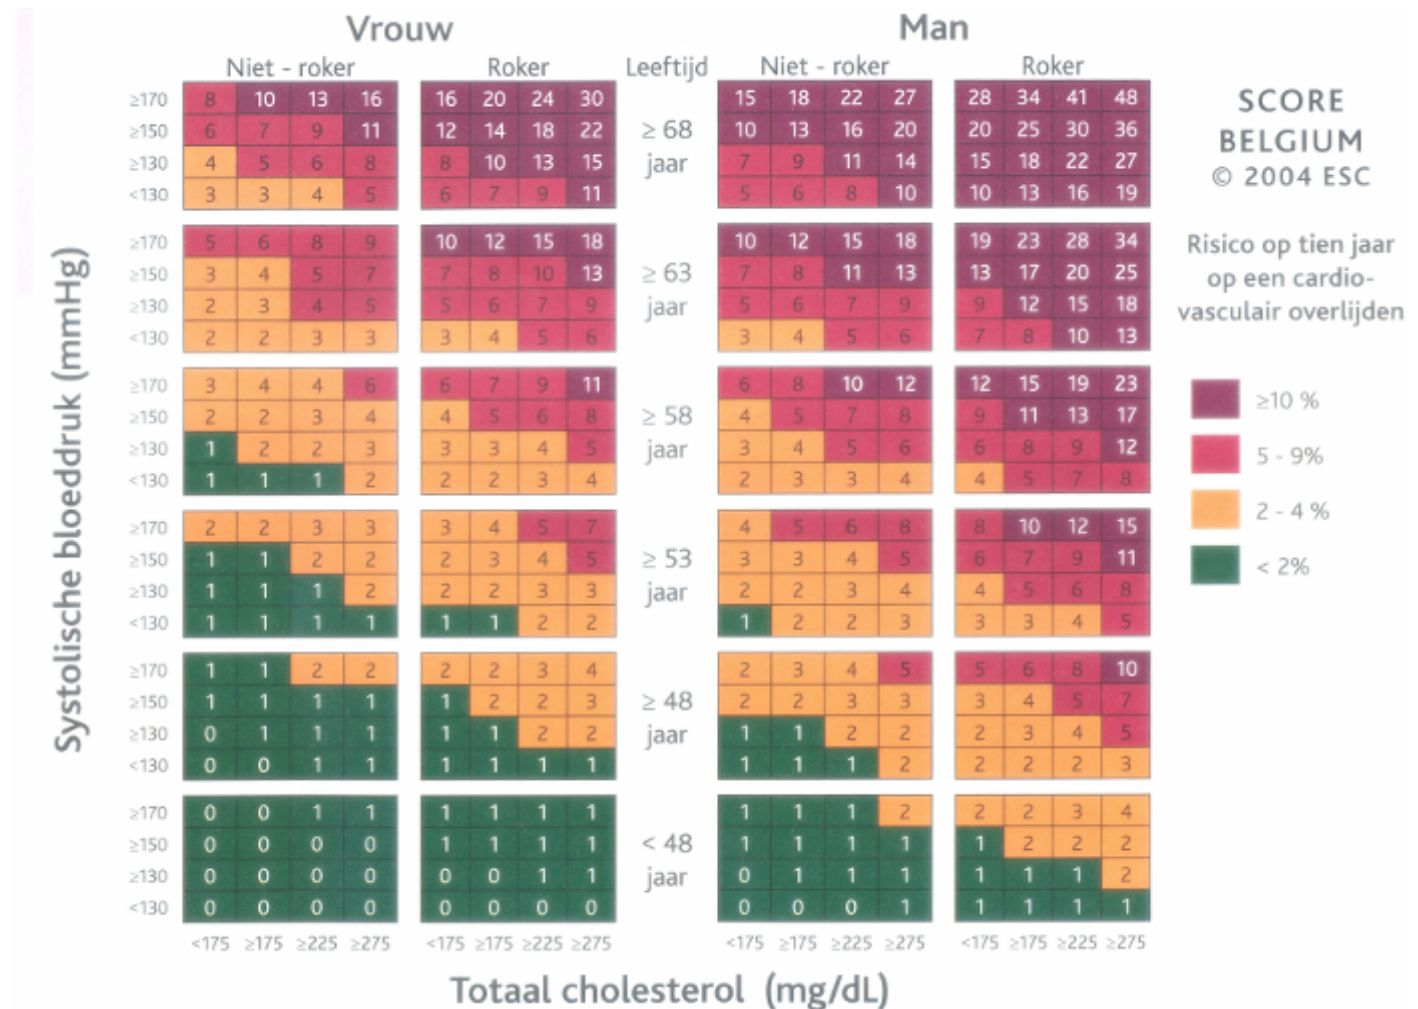 Vrouw Man
Niet - roker Roker Leeftijd Niet - roker Roker
≥170 8 10 13 16 16 20 24 30 15 18 22 27 28 34 41 48
≥150 6 7 9 11 12 14 18 22 ≥ 68 10 13 16 20 20 25 30 36
≥130 4 5 6 8 8 10 13 15 jaar 7 9 11 14 15 18 22 27
<130 3 3 4 5 6 7 9 11 5 6 8 10 10 13 16 19
≥170 5 6 8 9 10 12 15 18 10 12 15 18 19 23 28 34
≥150 3 4 5 7 7 8 10 13 ≥ 63 7 8 11 13 13 17 20 25
≥130 2 3 4 5 5 6 7 9 jaar 5 6 7 9 9 12 15 18
<130 2 2 3 3 3 4 5 6 3 4 5 6 7 8 10 13
≥170 3 4 4 6 6 7 9 11 6 8 10 12 12 15 19 23
≥150 2 2 3 4 4 5 6 8 ≥ 58 4 5 7 8 9 11 13 17
≥130 1 2 2 3 3 3 4 5 jaar 3 4 5 6 6 8 9 12
<130 1 1 1 2 2 2 3 4 2 3 3 4 4 5 7 8
≥170 2 2 3 3 3 4 5 7 4 5 6 8 8 10 12 15
≥150 1 1 2 2 2 3 4 5 ≥ 53 3 3 4 5 6 7 9 11
≥130 1 1 1 2 2 2 3 3 jaar 2 2 3 4 4 5 6 8
<130 1 1 1 1 1 1 2 2 1 2 2 3 3 3 4 5
≥170 1 1 2 2 2 2 3 4 2 3 4 5 5 6 8 10
≥150 1 1 1 1 1 2 2 3 ≥ 48 2 2 3 3 3 4 5 7
≥130 0 1 1 1 1 1 2 2 jaar 1 1 2 2 2 3 4 5
<130 0 0 1 1 1 1 1 1 1 1 1 2 2 2 2 3
≥170 0 0 1 1 1 1 1 1 1 1 1 2 2 2 3 4
≥150 0 0 0 0 1 1 1 1 < 48 1 1 1 1 1 2 2 2
≥130 0 0 0 0 0 0 1 1 jaar 0 1 1 1 1 1 1 2
<130 0 0 0 0 0 0 0 0 0 0 0 1 1 1 1 1
<175 ≥175 ≥225 ≥275 <175 ≥175 ≥225 ≥275 <175 ≥175 ≥225 ≥275 <175 ≥175 ≥225 ≥275
Totaal cholesterol (mg/dL)
Systolische bloeddruk (mmHg)
SCORE
BELGIUM
© 2004 ESC
Risico op tien jaar
op een cardio-
vasculair overlijden
≥10 %
5 - 9%
2 - 4 %
< 2%